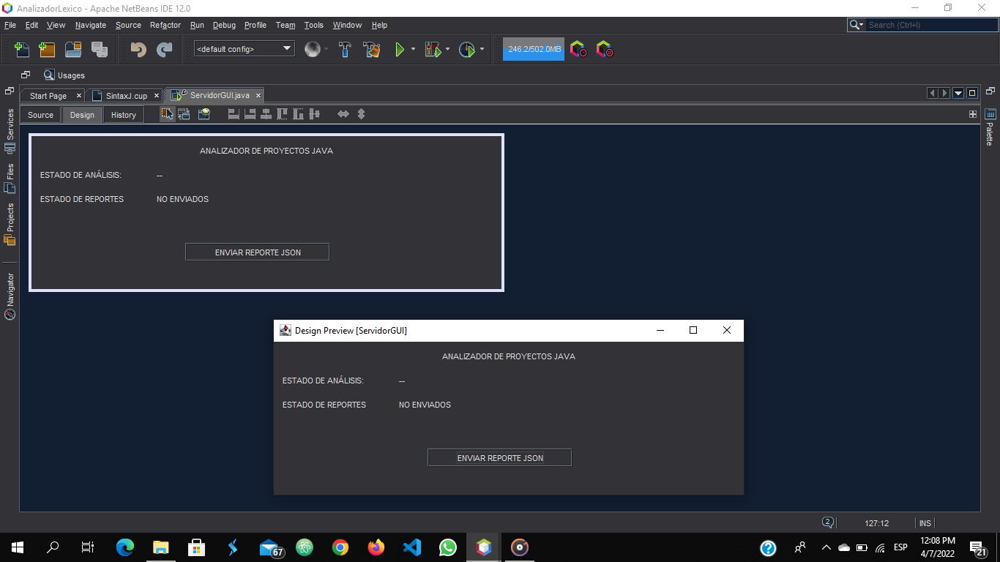 AnalizadorLexico - Apache NetBeans IDE 12.0
File Edit View Navigate Source Refactor Run Debug Profile Team Tools Window Help
Search (Ctrl+I)
<default config>
246.2/502.0MB
Usages
Start Page
SintaxJ.cup
ServidorGUI.java
Source Design History
Services
Files
Projects
Navigator
Palette
ANALIZADOR DE PROYECTOS JAVA
ESTADO DE ANÁLISIS: --
ESTADO DE REPORTES NO ENVIADOS
ENVIAR REPORTE JSON
Design Preview [ServidorGUI]
ANALIZADOR DE PROYECTOS JAVA
ESTADO DE ANÁLISIS: --
ESTADO DE REPORTES NO ENVIADOS
ENVIAR REPORTE JSON
2
127:12
INS
67
ESP
12:08 PM
4/7/2022
21